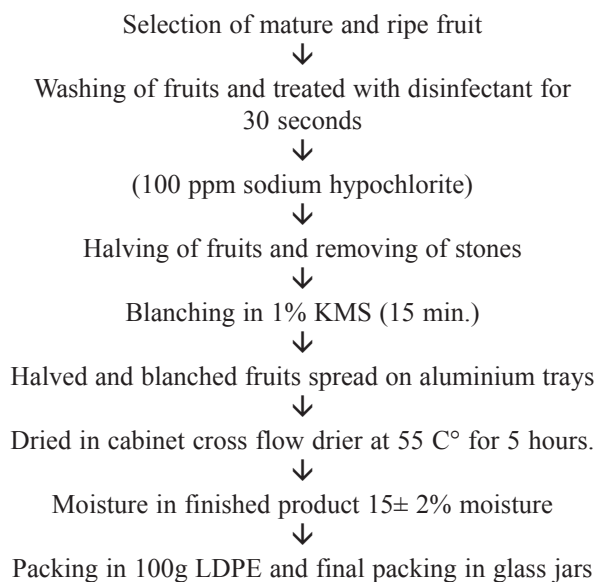 Selection of mature and ripe fruit
↓
Washing of fruits and treated with disinfectant for
30 seconds
↓
(100 ppm sodium hypochlorite)
↓
Halving of fruits and removing of stones
↓
Blanching in 1% KMS (15 min.)
↓
Halved and blanched fruits spread on aluminium trays
↓
Dried in cabinet cross flow drier at 55 C° for 5 hours.
↓
Moisture in finished product 15± 2% moisture
↓
Packing in 100g LDPE and final packing in glass jars